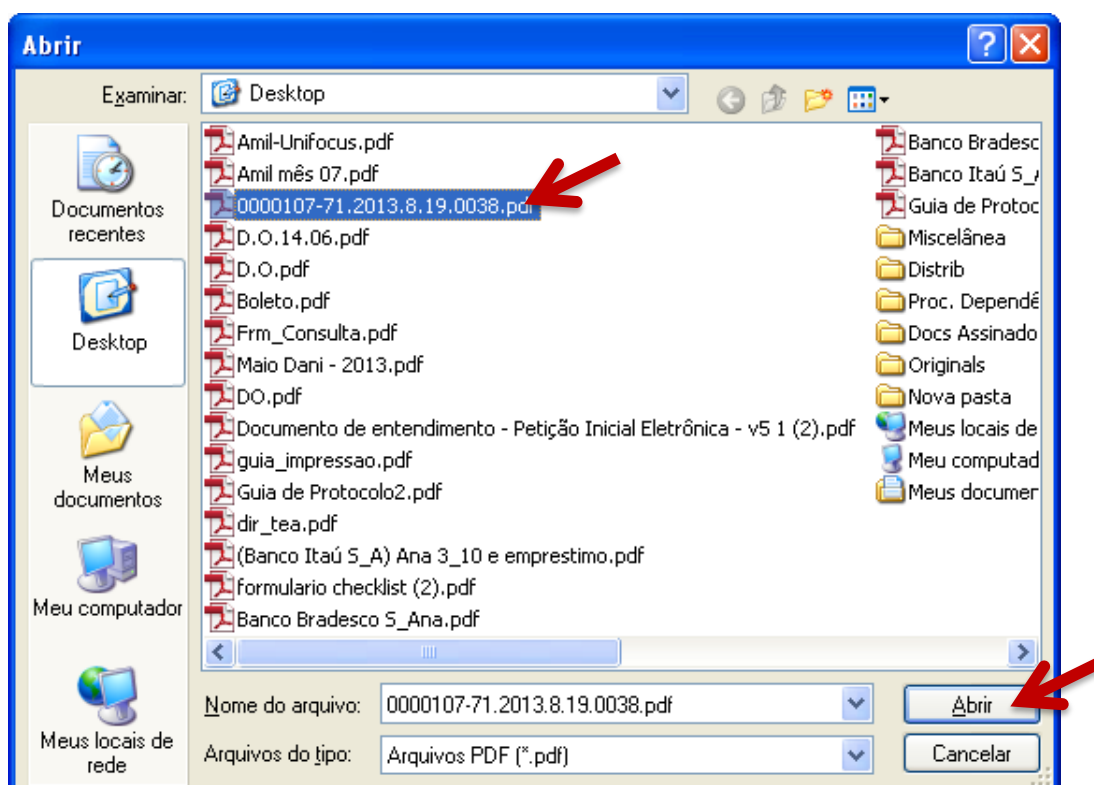 Abrir
Examinar:
Desktop
Documentos
recentes
Desktop
Meus
documentos
Meu computador
Meus locais de
rede
Amil-Unifocus.pdf
Amil mês 07.pdf
0000107-71.2013.8.19.0038.pdf
D.O.14.06.pdf
D.O.pdf
Boleto.pdf
Frm_Consulta.pdf
Maio Dani - 2013.pdf
DO.pdf
Documento de entendimento - Petição Inicial Eletrônica - v5 1 (2).pdf
guia_impressao.pdf
Guia de Protocolo2.pdf
dir_tea.pdf
(Banco Itaú S_A) Ana 3_10 e emprestimo.pdf
formulario checklist (2).pdf
Banco Bradesco S_Ana.pdf
Banco Bradesc
Banco Itaú S_
Guia de Protoc
Miscelânea
Distrib
Proc. Dependê
Docs Assinado
Originals
Nova pasta
Meus locais de
Meu computad
Meus documen
Nome do arquivo:
0000107-71.2013.8.19.0038.pdf
Abrir
Arquivos do tipo:
Arquivos PDF (*.pdf)
Cancelar